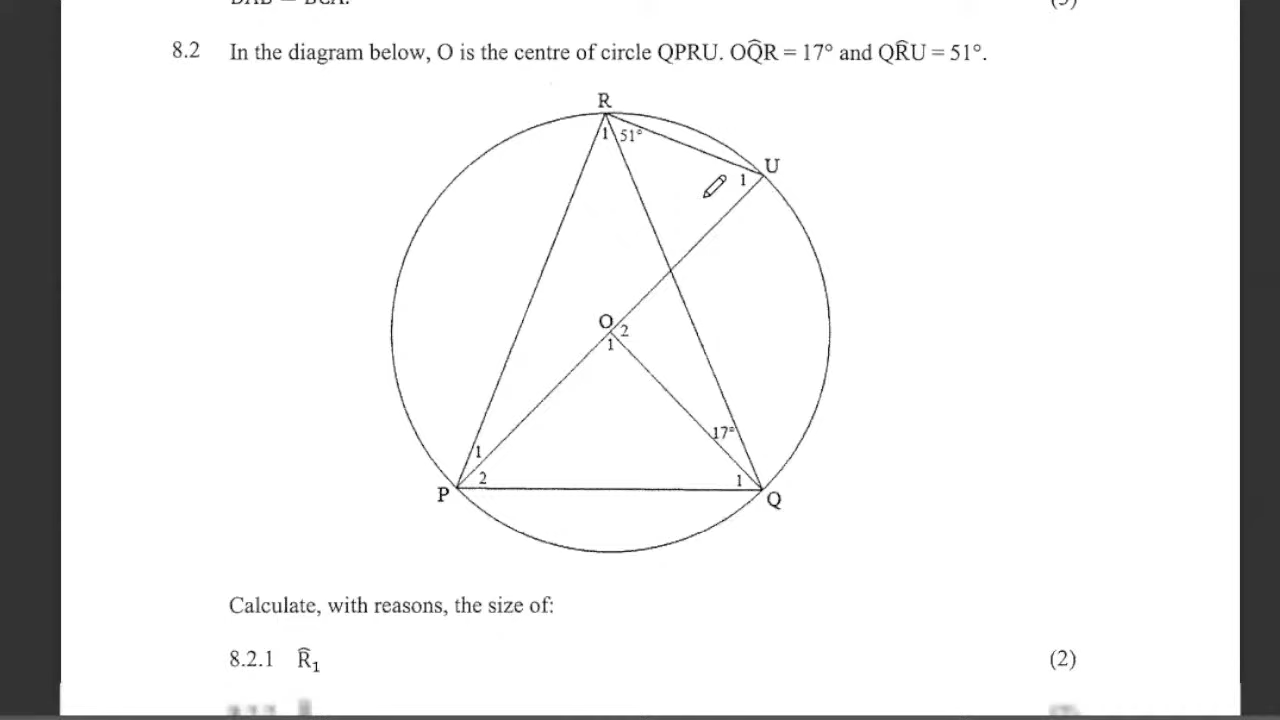 8.2 In the diagram below, O is the centre of circle QPRU. OQ̂R = 17° and QR̂U = 51°.
R
1 51°
U
1
O
2
1
17°
1
2
1
P
Q
Calculate, with reasons, the size of:
8.2.1 R̂₁ (2)